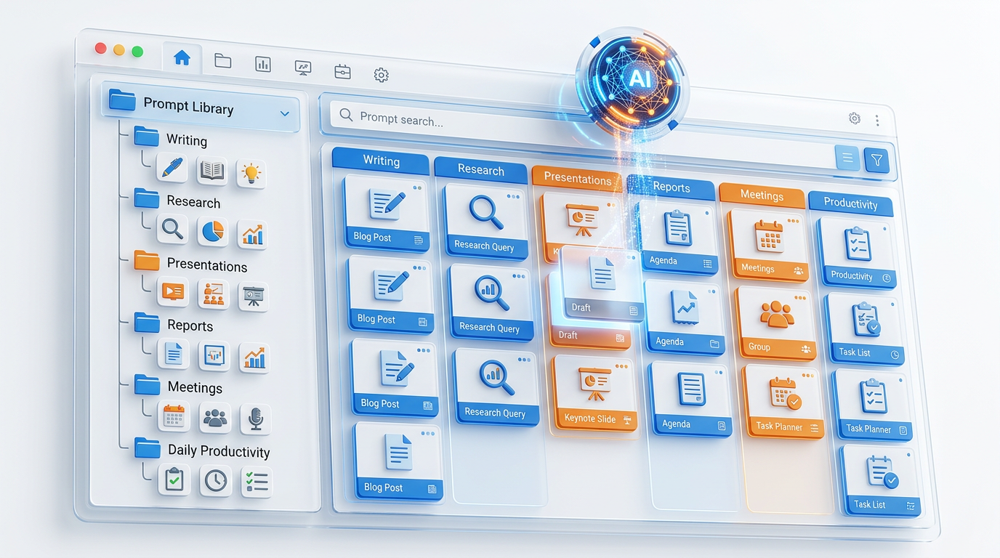 AI
Prompt Library
Writing
Research
Presentations
Reports
Meetings
Daily Productivity
Prompt search...
Writing
Blog Post
Blog Post
Blog Post
Blog Post
Research
Research Query
Research Query
Research Query
Presentations
Draft
Draft
Keynote Slide
Reports
Agenda
Agenda
Agenda
Meetings
Meetings
Group
Task Planner
Productivity
Productivity
Task List
Task Planner
Task List